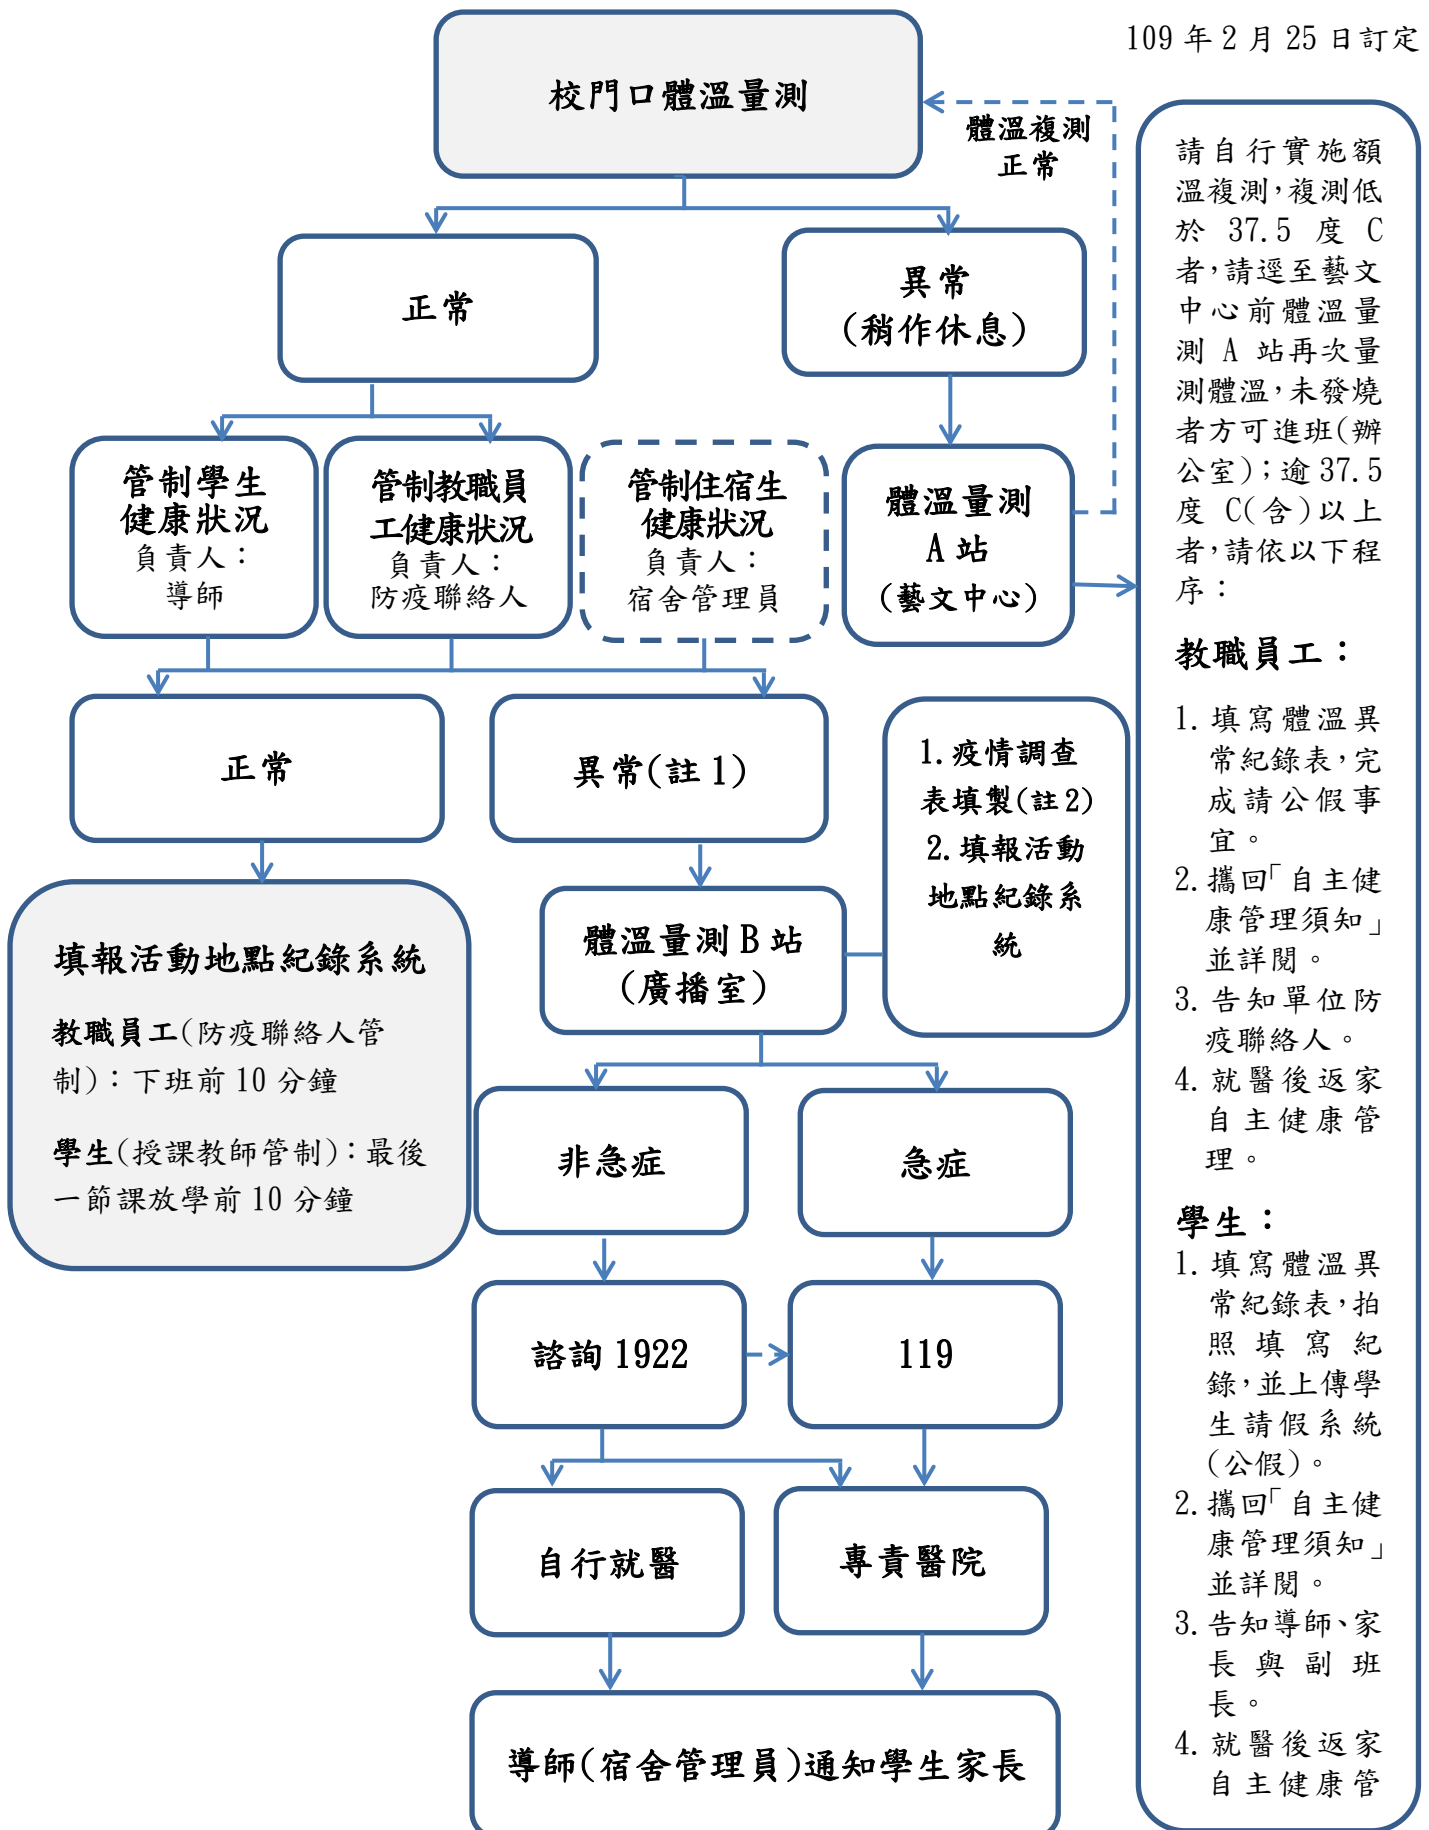 109 年 2 月 25 日訂定
校門口體溫量測
體溫複測
正常
正常
異常
(稍作休息)
管制學生
健康狀況
負責人：
導師
管制教職員
工健康狀況
負責人：
防疫聯絡人
管制住宿生
健康狀況
負責人：
宿舍管理員
體溫量測
A 站
(藝文中心)
正常
異常(註 1)
1. 疫情調查
表填製(註 2)
2. 填報活動
地點紀錄系
統
填報活動地點紀錄系統
教職員工(防疫聯絡人管
制)：下班前 10 分鐘
學生(授課教師管制)：最後
一節課放學前 10 分鐘
體溫量測 B 站
(廣播室)
非急症
急症
諮詢 1922
119
自行就醫
專責醫院
導師(宿舍管理員)通知學生家長
請自行實施額
溫複測，複測低
於 37.5 度 C
者，請逕至藝文
中心前體溫量
測 A 站再次量
測體溫，未發燒
者方可進班(辦
公室)；逾 37.5
度 C(含)以上
者，請依以下程
序：
教職員工：
1. 填寫體溫異
常紀錄表，完
成請公假事
宜。
2. 攜回「自主健
康管理須知」
並詳閱。
3. 告知單位防
疫聯絡人。
4. 就醫後返家
自主健康管
理。
學生：
1. 填寫體溫異
常紀錄表，拍
照填寫紀
錄，並上傳學
生請假系統
(公假)。
2. 攜回「自主健
康管理須知」
並詳閱。
3. 告知導師、家
長與副班
長。
4. 就醫後返家
自主健康管